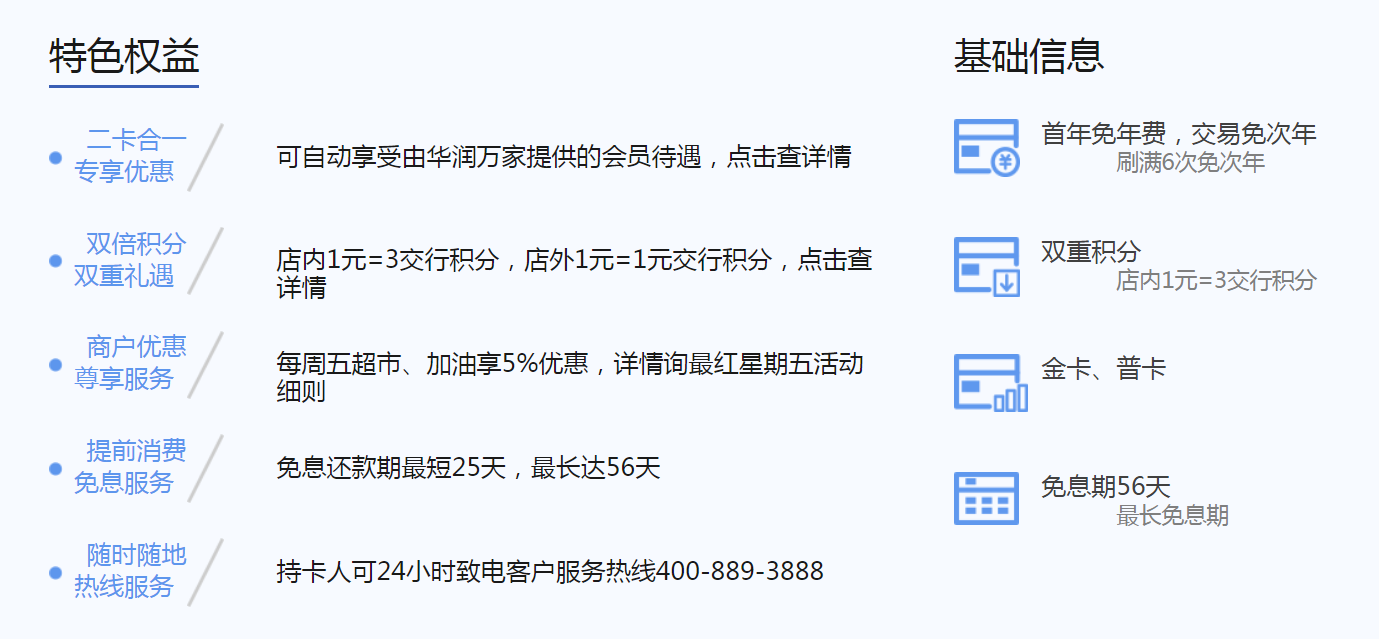 特色权益
二卡合一
专享优惠
可自动享受由华润万家提供的会员待遇，点击查详情
双倍积分
双重礼遇
店内1元=3交行积分，店外1元=1元交行积分，点击查
详情
商户优惠
尊享服务
每周五超市、加油享5%优惠，详情询最红星期五活动
细则
提前消费
免息服务
免息还款期最短25天，最长达56天
随时随地
热线服务
持卡人可24小时致电客户服务热线400-889-3888
基础信息
首年免年费，交易免次年
刷满6次免次年
双重积分
店内1元=3交行积分
金卡、普卡
免息期56天
最长免息期